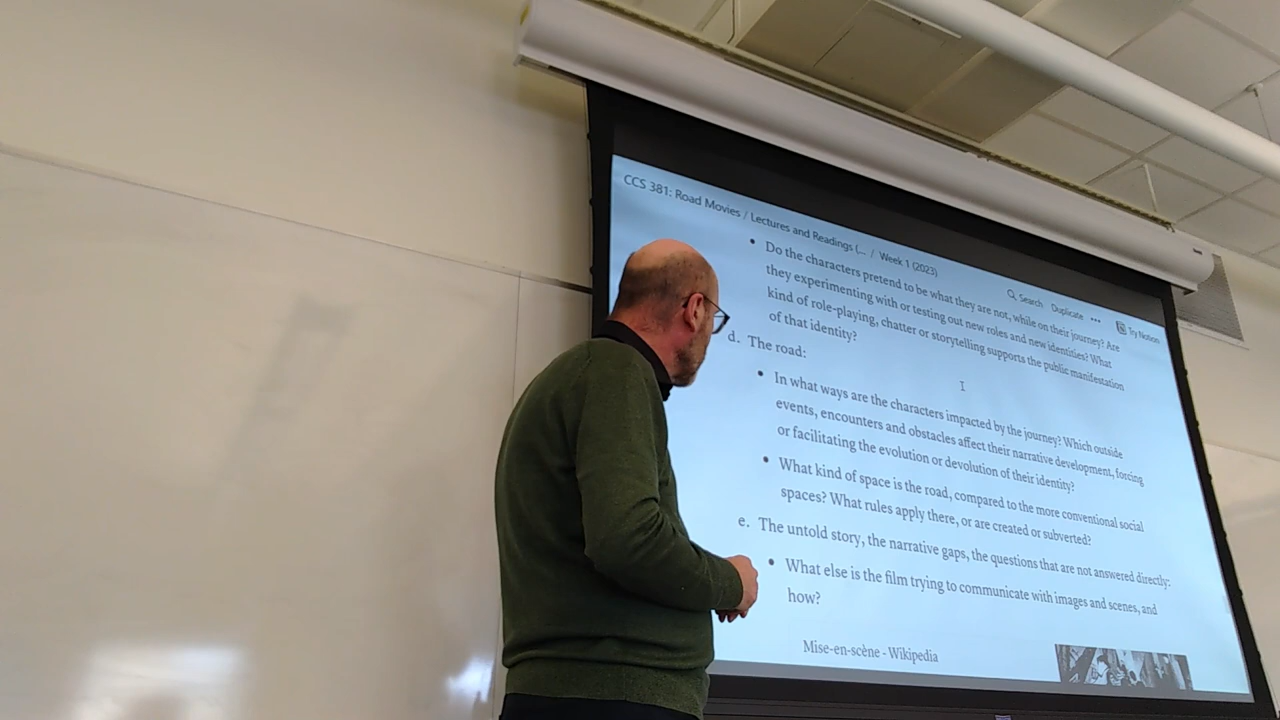 CCS 381: Road Movies / Lectures and Readings (... / Week 1 (2023)
Search Duplicate ••• Try Notion
• Do the characters pretend to be what they are not, while on their journey? Are
they experimenting with or testing out new roles and new identities? What
kind of role-playing, chatter or storytelling supports the public manifestation
of that identity?
d. The road:
• In what ways are the characters impacted by the journey? Which outside
events, encounters and obstacles affect their narrative development, forcing
or facilitating the evolution or devolution of their identity?
• What kind of space is the road, compared to the more conventional social
spaces? What rules apply there, or are created or subverted?
e. The untold story, the narrative gaps, the questions that are not answered directly:
• What else is the film trying to communicate with images and scenes, and
how?
Mise-en-scène - Wikipedia